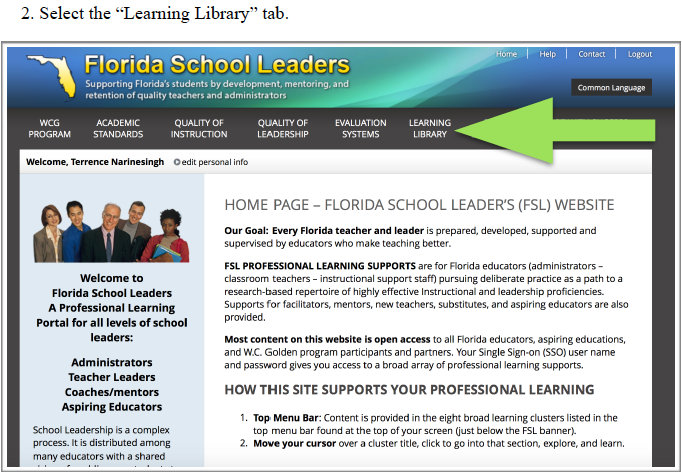 2. Select the “Learning Library” tab.
Home | Help | Contact | Logout
Florida School Leaders
Supporting Florida's students by development, mentoring, and
retention of quality teachers and administrators
Common Language
WCG PROGRAM
ACADEMIC STANDARDS
QUALITY OF INSTRUCTION
QUALITY OF LEADERSHIP
EVALUATION SYSTEMS
LEARNING LIBRARY
Welcome, Terrence Narinesingh edit personal info
Welcome to
Florida School Leaders
A Professional Learning
Portal for all levels of school
leaders:
Administrators
Teacher Leaders
Coaches/mentors
Aspiring Educators
School Leadership is a complex
process. It is distributed among
many educators with a shared
HOME PAGE – FLORIDA SCHOOL LEADER'S (FSL) WEBSITE
Our Goal: Every Florida teacher and leader is prepared, developed, supported and
supervised by educators who make teaching better.
FSL PROFESSIONAL LEARNING SUPPORTS are for Florida educators (administrators –
classroom teachers – instructional support staff) pursuing deliberate practice as a path to a
research-based repertoire of highly effective Instructional and leadership proficiencies.
Supports for facilitators, mentors, new teachers, substitutes, and aspiring educators are also
provided.
Most content on this website is open access to all Florida educators, aspiring educations,
and W.C. Golden program participants and partners. Your Single Sign-on (SSO) user name
and password gives you access to a broad array of professional learning supports.
HOW THIS SITE SUPPORTS YOUR PROFESSIONAL LEARNING
1. Top Menu Bar: Content is provided in the eight broad learning clusters listed in the
top menu bar found at the top of your screen (just below the FSL banner).
2. Move your cursor over a cluster title, click to go into that section, explore, and learn.